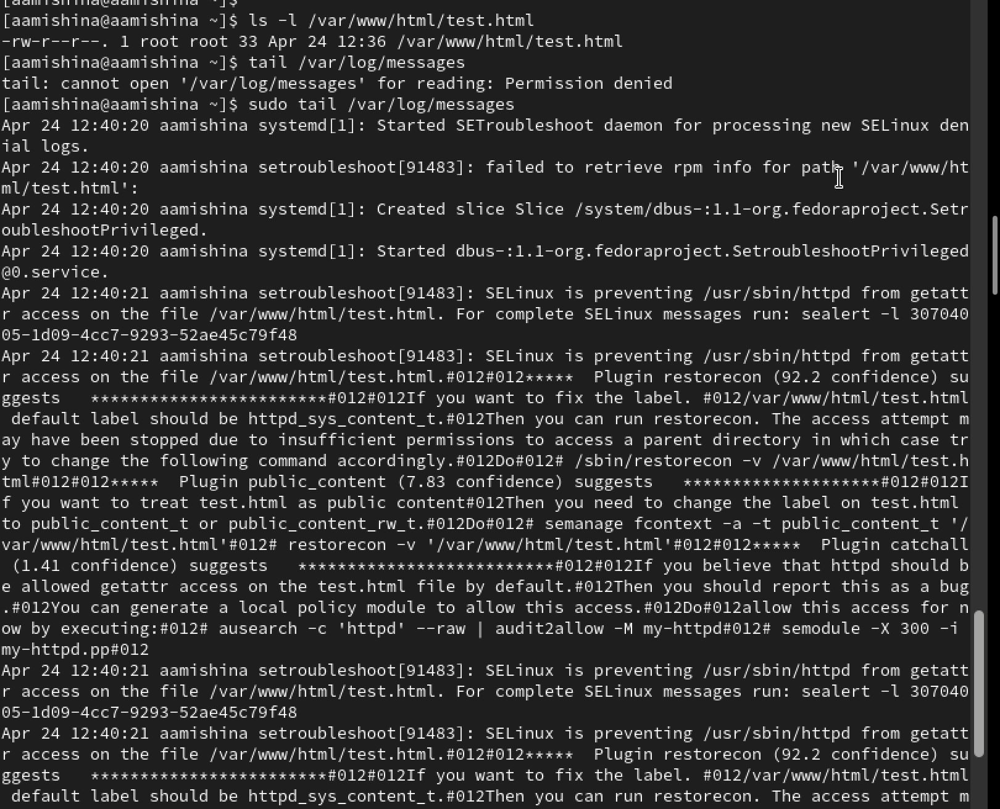 [aamishina@aamishina ~]$
[aamishina@aamishina ~]$ ls -l /var/www/html/test.html
-rw-r--r--. 1 root root 33 Apr 24 12:36 /var/www/html/test.html
[aamishina@aamishina ~]$ tail /var/log/messages
tail: cannot open '/var/log/messages' for reading: Permission denied
[aamishina@aamishina ~]$ sudo tail /var/log/messages
Apr 24 12:40:20 aamishina systemd[1]: Started SETroubleshoot daemon for processing new SELinux den
ial logs.
Apr 24 12:40:20 aamishina setroubleshoot[91483]: failed to retrieve rpm info for path '/var/www/ht
ml/test.html':
Apr 24 12:40:20 aamishina systemd[1]: Created slice Slice /system/dbus-:1.1-org.fedoraproject.Setr
oubleshootPrivileged.
Apr 24 12:40:20 aamishina systemd[1]: Started dbus-:1.1-org.fedoraproject.SetroubleshootPrivileged
@0.service.
Apr 24 12:40:21 aamishina setroubleshoot[91483]: SELinux is preventing /usr/sbin/httpd from getatt
r access on the file /var/www/html/test.html. For complete SELinux messages run: sealert -l 307040
05-1d09-4cc7-9293-52ae45c79f48
Apr 24 12:40:21 aamishina setroubleshoot[91483]: SELinux is preventing /usr/sbin/httpd from getatt
r access on the file /var/www/html/test.html.#012#012*****  Plugin restorecon (92.2 confidence) su
ggests   ************************#012#012If you want to fix the label. #012/var/www/html/test.html
 default label should be httpd_sys_content_t.#012Then you can run restorecon. The access attempt m
ay have been stopped due to insufficient permissions to access a parent directory in which case tr
y to change the following command accordingly.#012Do#012# /sbin/restorecon -v /var/www/html/test.h
tml#012#012*****  Plugin public_content (7.83 confidence) suggests   ********************#012#012I
f you want to treat test.html as public content#012Then you need to change the label on test.html
to public_content_t or public_content_rw_t.#012Do#012# semanage fcontext -a -t public_content_t '/
var/www/html/test.html'#012# restorecon -v '/var/www/html/test.html'#012#012*****  Plugin catchall
 (1.41 confidence) suggests   **************************#012#012If you believe that httpd should b
e allowed getattr access on the test.html file by default.#012Then you should report this as a bug
.#012You can generate a local policy module to allow this access.#012Do#012allow this access for n
ow by executing:#012# ausearch -c 'httpd' --raw | audit2allow -M my-httpd#012# semodule -X 300 -i
my-httpd.pp#012
Apr 24 12:40:21 aamishina setroubleshoot[91483]: SELinux is preventing /usr/sbin/httpd from getatt
r access on the file /var/www/html/test.html. For complete SELinux messages run: sealert -l 307040
05-1d09-4cc7-9293-52ae45c79f48
Apr 24 12:40:21 aamishina setroubleshoot[91483]: SELinux is preventing /usr/sbin/httpd from getatt
r access on the file /var/www/html/test.html.#012#012*****  Plugin restorecon (92.2 confidence) su
ggests   ************************#012#012If you want to fix the label. #012/var/www/html/test.html
 default label should be httpd_sys_content_t.#012Then you can run restorecon. The access attempt m